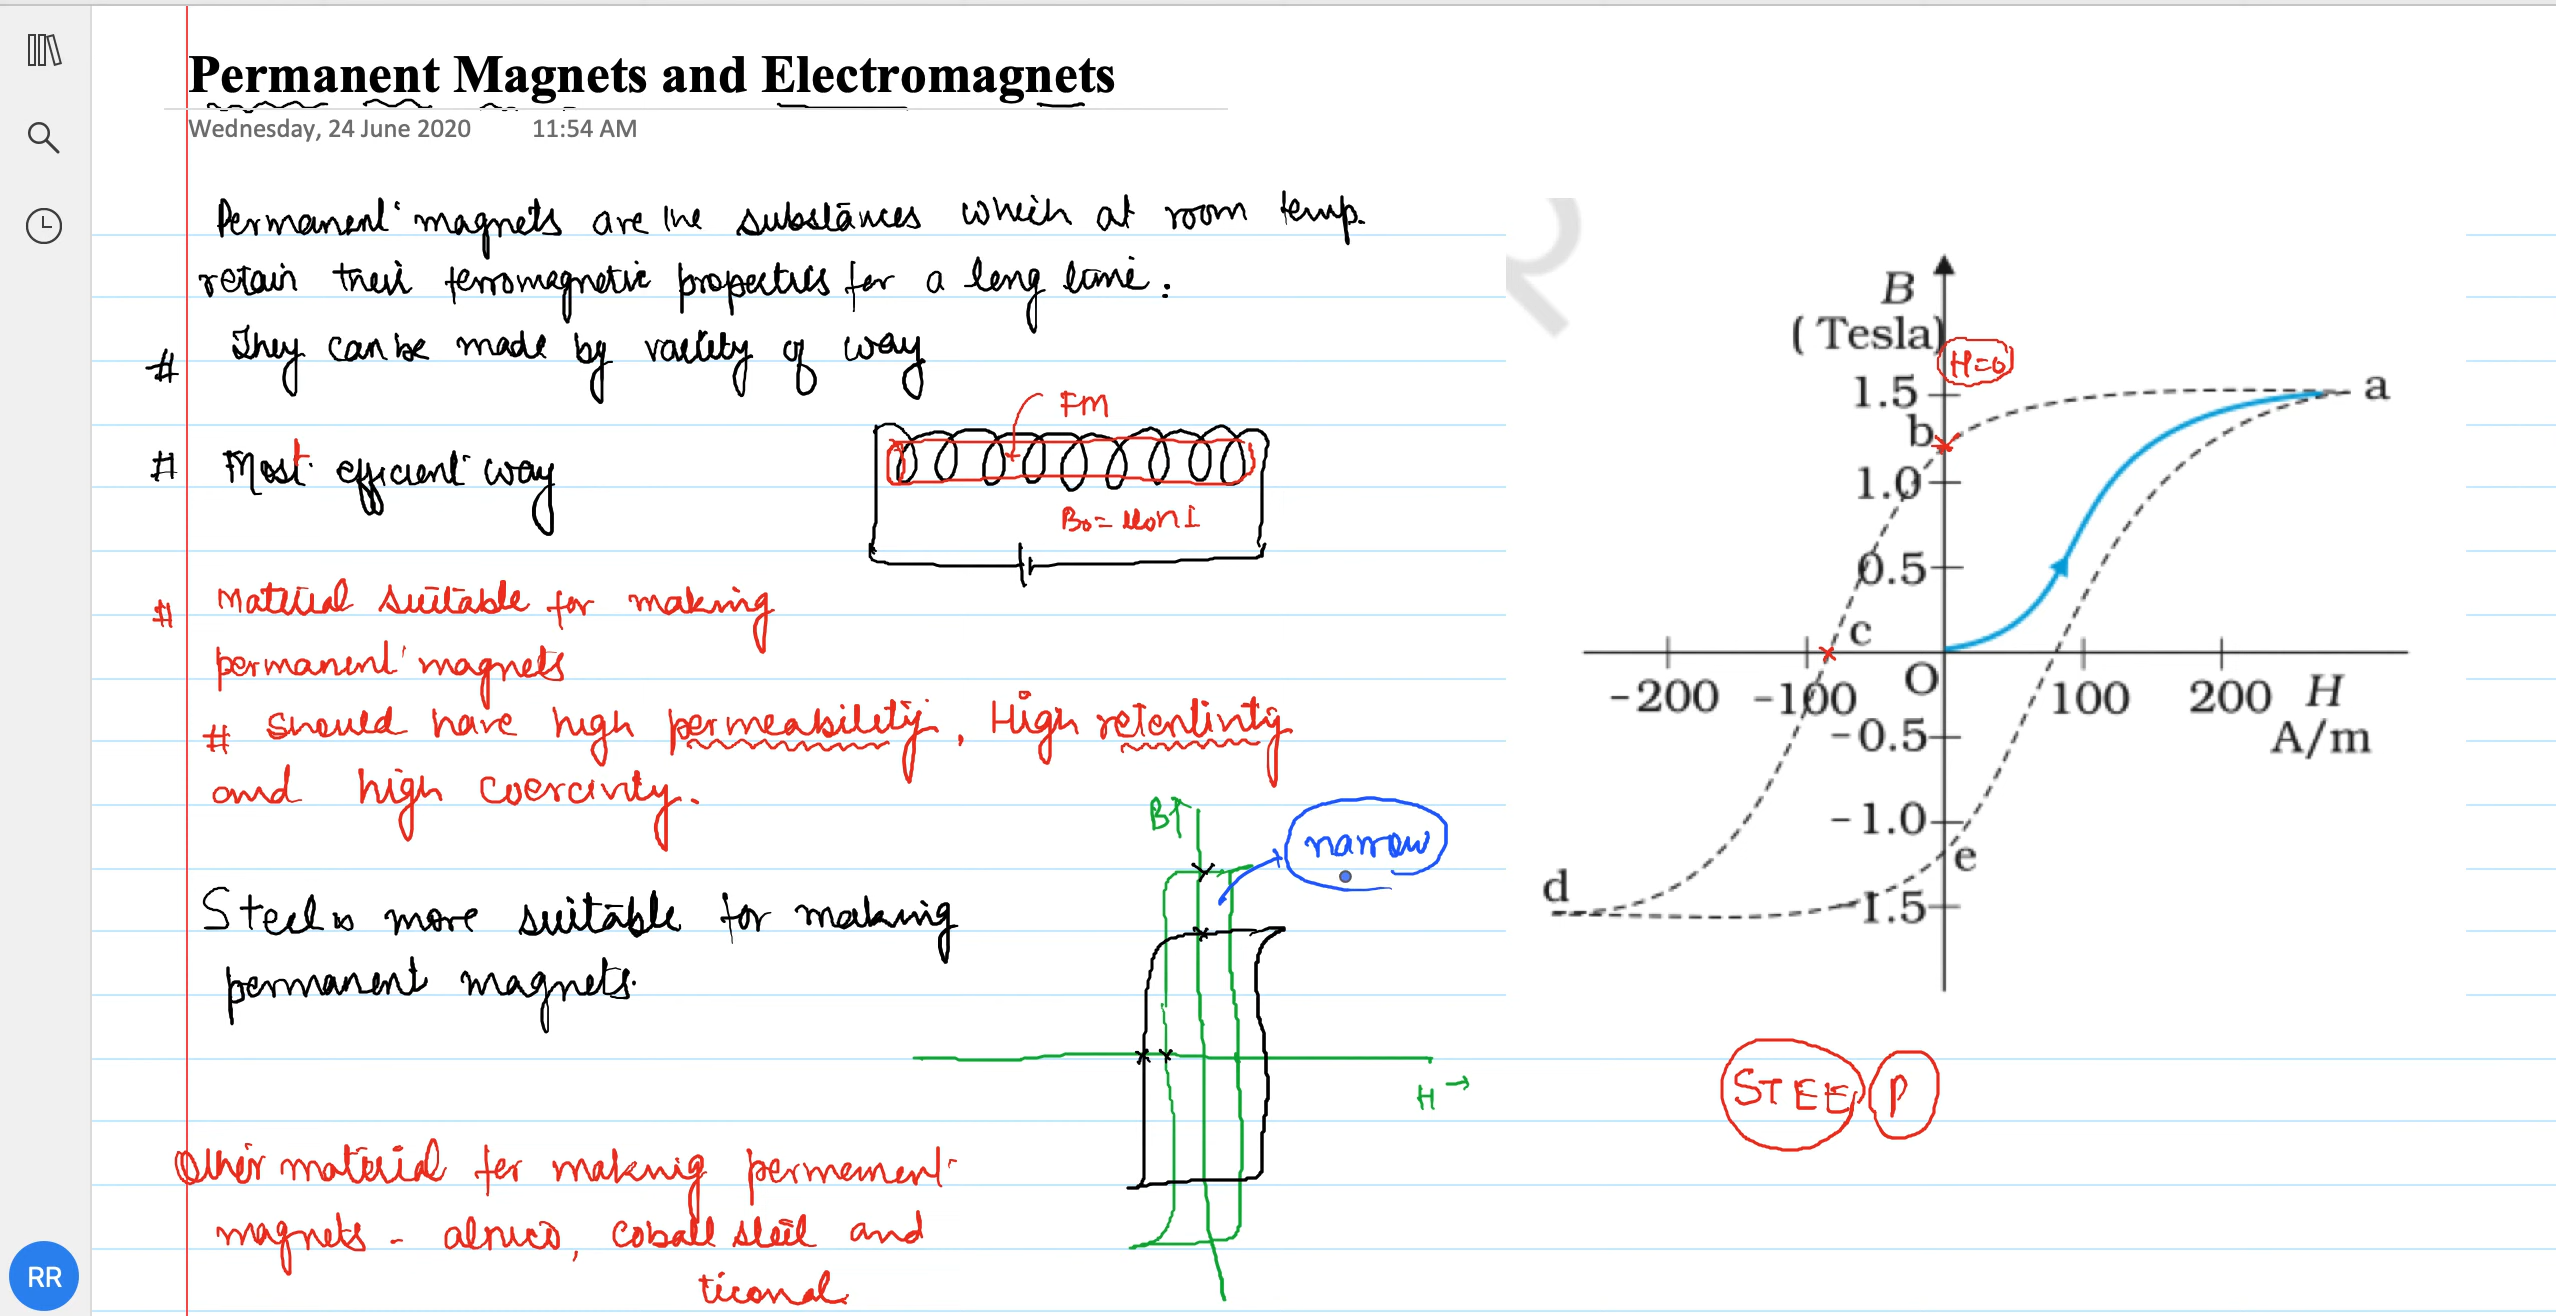 Permanent Magnets and Electromagnets
Wednesday, 24 June 2020 11:54 AM
Permanent magnets are the substances which at room temp.
retain their ferromagnetic properties for a long time.
# They can be made by variety of way
# Most efficient way
FM
B₀ = μ₀nI
# Material suitable for making
permanent magnets
# should have high permeability, High retentivity
and high coercivity.
Steel is more suitable for making
permanent magnets.
Other material for making permement
magnets - alnico, cobalt steel and
ticonal
B↑
narrow
H →
R
B
(Tesla)
H=0
1.5
a
b
1.0
0.5
c
-200 -100 O 100 200 H
A/m
-0.5
-1.0
e
d
-1.5
STEEL P
RR